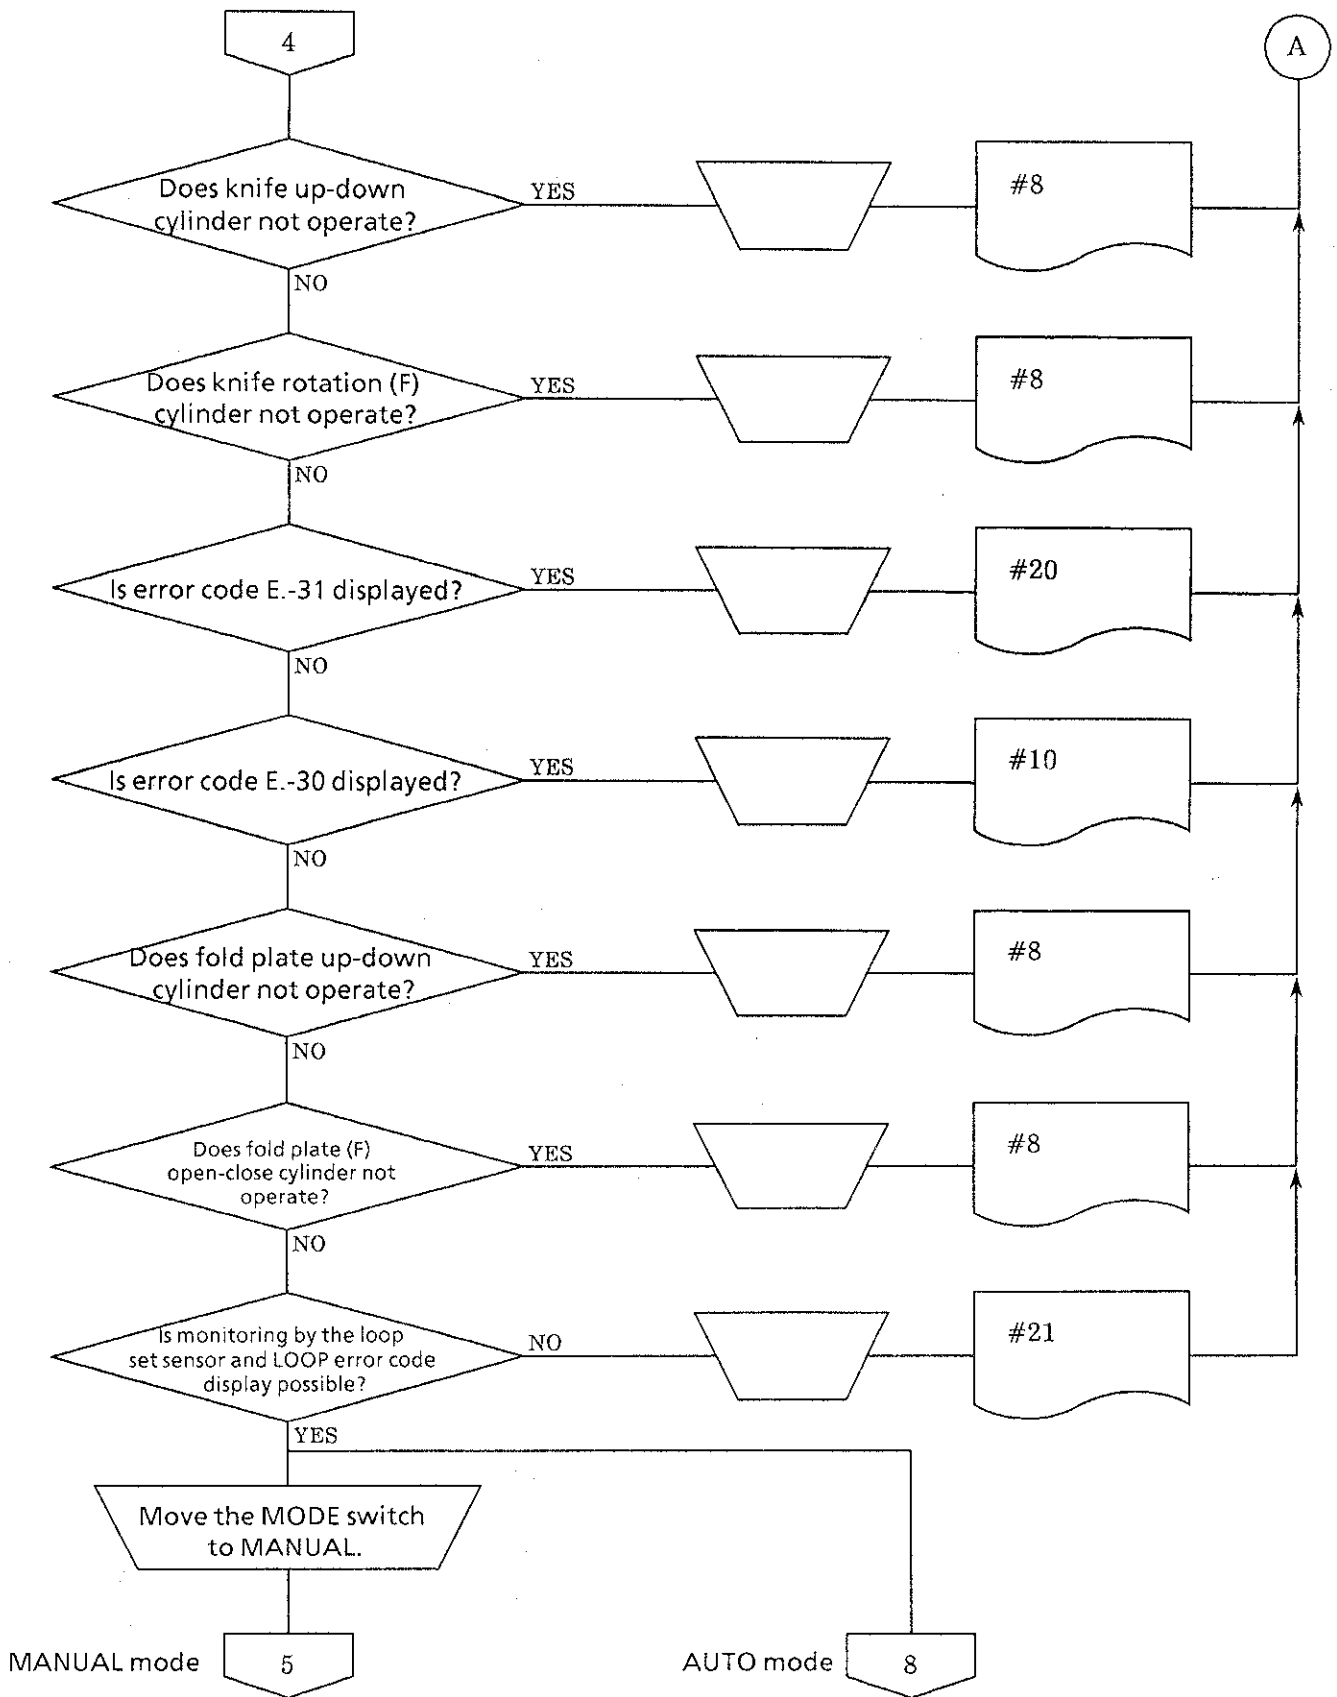 4
A
Does knife up-down
cylinder not operate?
YES
#8
NO
Does knife rotation (F)
cylinder not operate?
YES
#8
NO
Is error code E.-31 displayed?
YES
#20
NO
Is error code E.-30 displayed?
YES
#10
NO
Does fold plate up-down
cylinder not operate?
YES
#8
NO
Does fold plate (F)
open-close cylinder not
operate?
YES
#8
NO
Is monitoring by the loop
set sensor and LOOP error code
display possible?
NO
#21
YES
Move the MODE switch
to MANUAL.
MANUAL mode
5
AUTO mode
8